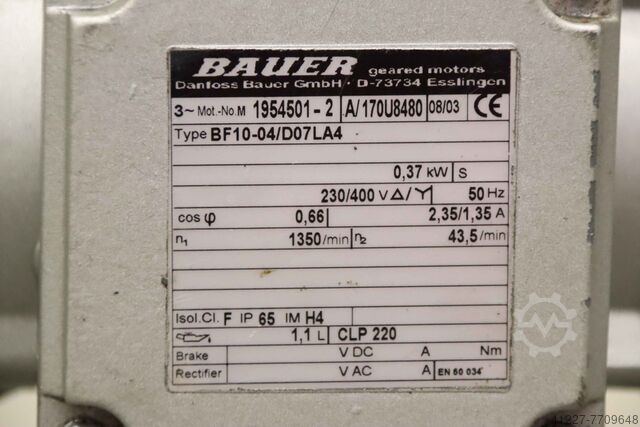 BAUER geared motors
Danfoss Bauer GmbH · D-73734 Esslingen
3~ Mot.-No.M 1954501-2 A/170U8480 08/03 CE
Type BF10-04/D07LA4
0,37 kW S
230/400 V Δ/Y 50 Hz
cos φ 0,66 2,35/1,35 A
n1 1350/min n2 43,5/min
Isol.Cl. F IP 65 IM H4
1,1 L CLP 220
Brake V DC A Nm
Rectifier V AC A EN 60 034
11327-7709648